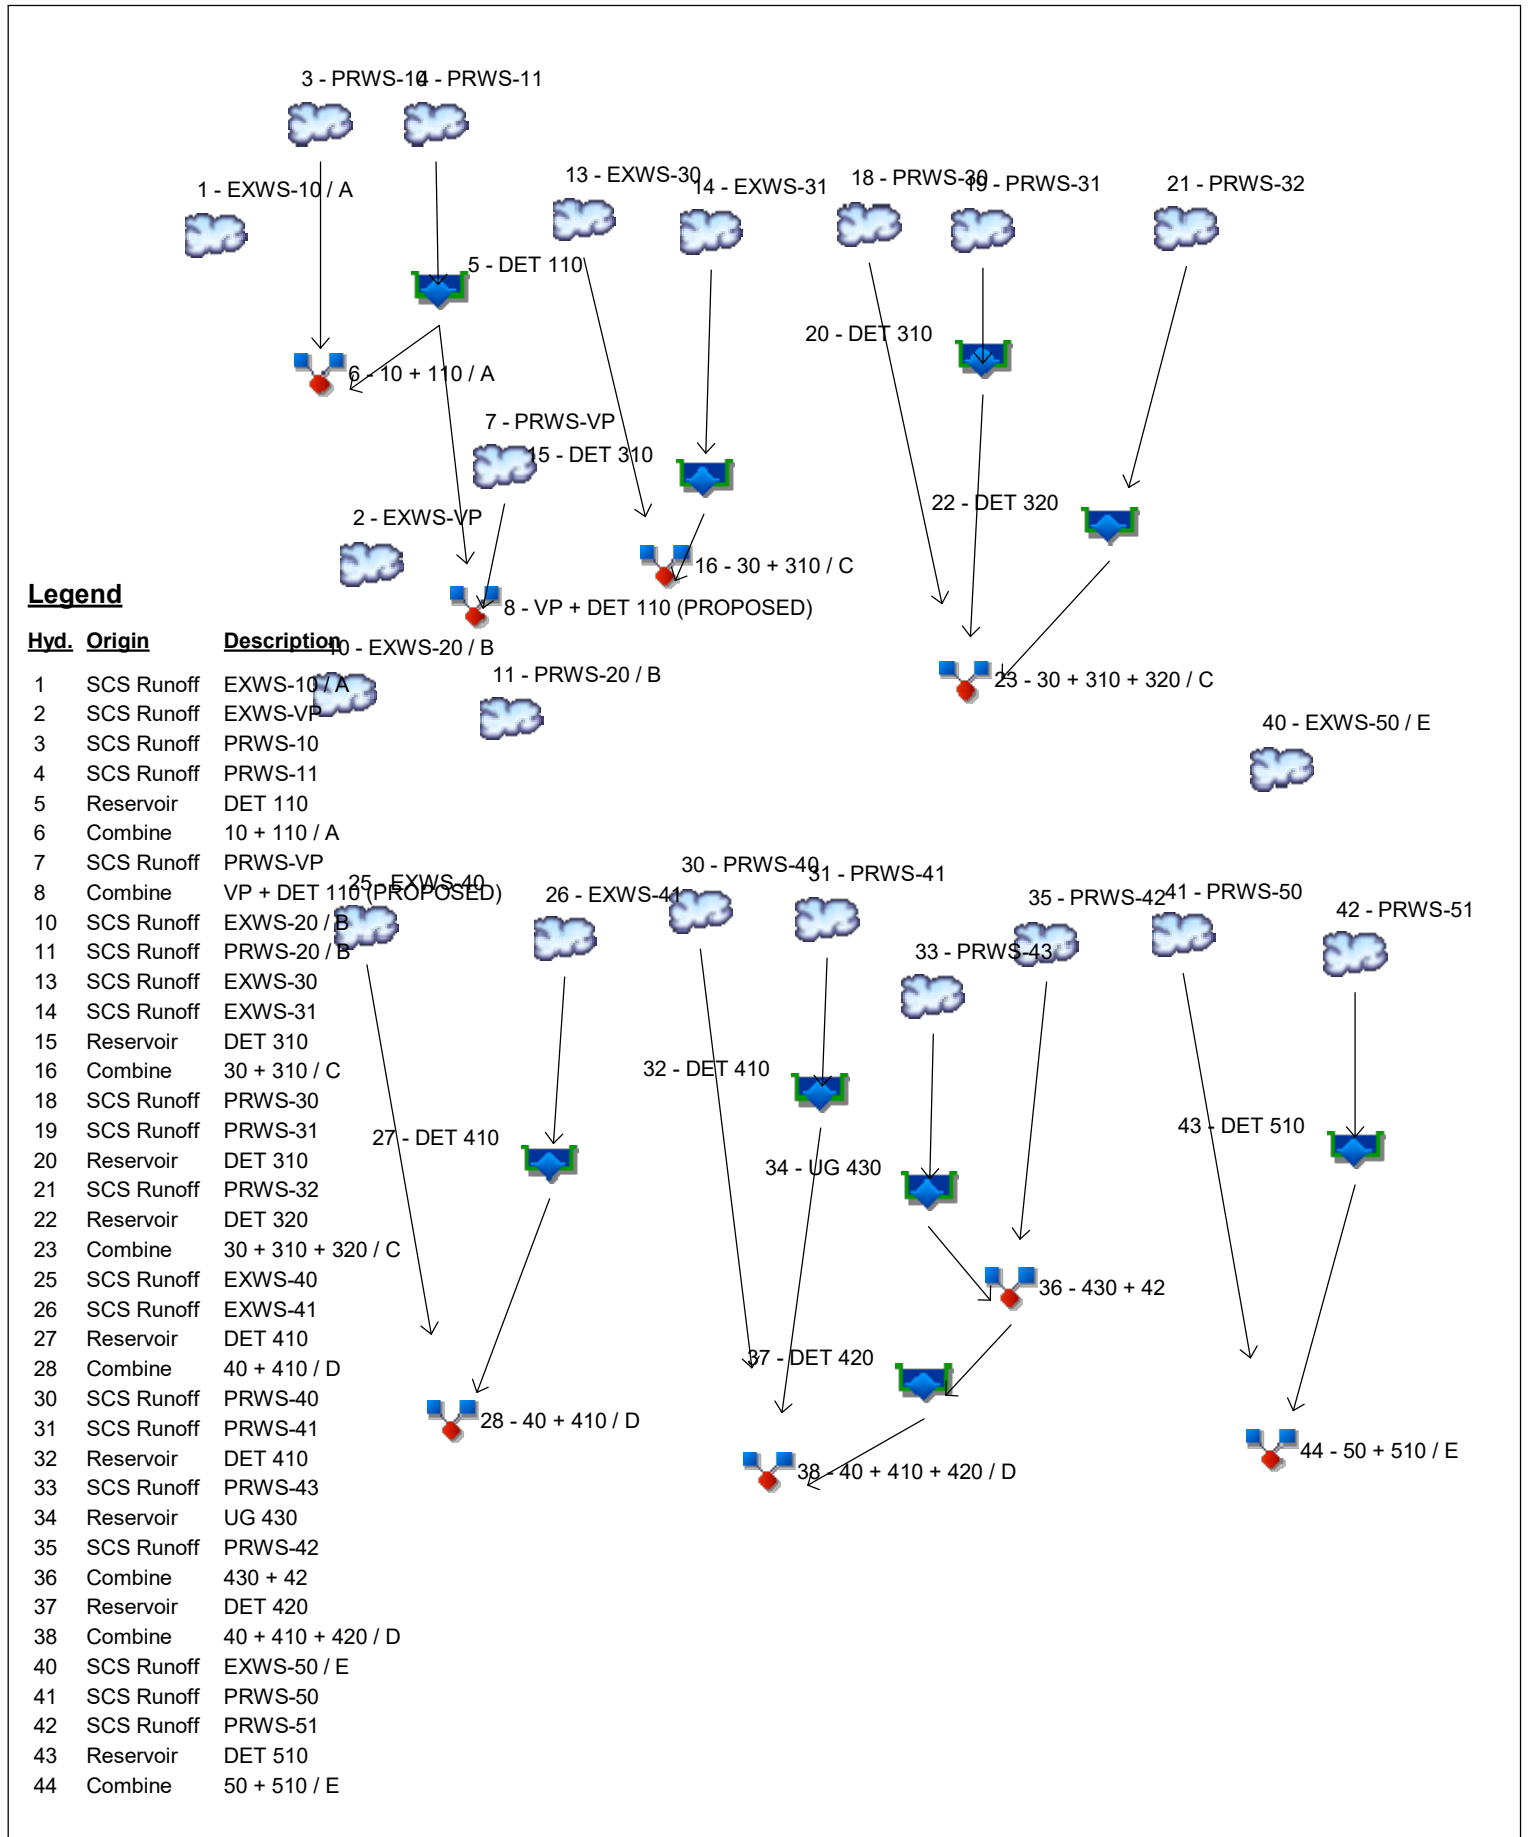 3 - PRWS-10
4 - PRWS-11
13 - EXWS-30
14 - EXWS-31
18 - PRWS-30
19 - PRWS-31
21 - PRWS-32
1 - EXWS-10 / A
5 - DET 110
20 - DET 310
6 - 10 + 110 / A
7 - PRWS-VP
15 - DET 310
22 - DET 320
2 - EXWS-VP
16 - 30 + 310 / C
8 - VP + DET 110 (PROPOSED)
10 - EXWS-20 / B
11 - PRWS-20 / B
23 - 30 + 310 + 320 / C
40 - EXWS-50 / E
30 - PRWS-40
31 - PRWS-41
25 - EXWS-40
26 - EXWS-41
35 - PRWS-42
41 - PRWS-50
42 - PRWS-51
33 - PRWS-43
32 - DET 410
27 - DET 410
43 - DET 510
34 - UG 430
36 - 430 + 42
37 - DET 420
28 - 40 + 410 / D
38 - 40 + 410 + 420 / D
44 - 50 + 510 / E
Legend
Hyd. Origin Description
1 SCS Runoff EXWS-10 / A
2 SCS Runoff EXWS-VP
3 SCS Runoff PRWS-10
4 SCS Runoff PRWS-11
5 Reservoir DET 110
6 Combine 10 + 110 / A
7 SCS Runoff PRWS-VP
8 Combine VP + DET 110 (PROPOSED)
10 SCS Runoff EXWS-20 / B
11 SCS Runoff PRWS-20 / B
13 SCS Runoff EXWS-30
14 SCS Runoff EXWS-31
15 Reservoir DET 310
16 Combine 30 + 310 / C
18 SCS Runoff PRWS-30
19 SCS Runoff PRWS-31
20 Reservoir DET 310
21 SCS Runoff PRWS-32
22 Reservoir DET 320
23 Combine 30 + 310 + 320 / C
25 SCS Runoff EXWS-40
26 SCS Runoff EXWS-41
27 Reservoir DET 410
28 Combine 40 + 410 / D
30 SCS Runoff PRWS-40
31 SCS Runoff PRWS-41
32 Reservoir DET 410
33 SCS Runoff PRWS-43
34 Reservoir UG 430
35 SCS Runoff PRWS-42
36 Combine 430 + 42
37 Reservoir DET 420
38 Combine 40 + 410 + 420 / D
40 SCS Runoff EXWS-50 / E
41 SCS Runoff PRWS-50
42 SCS Runoff PRWS-51
43 Reservoir DET 510
44 Combine 50 + 510 / E